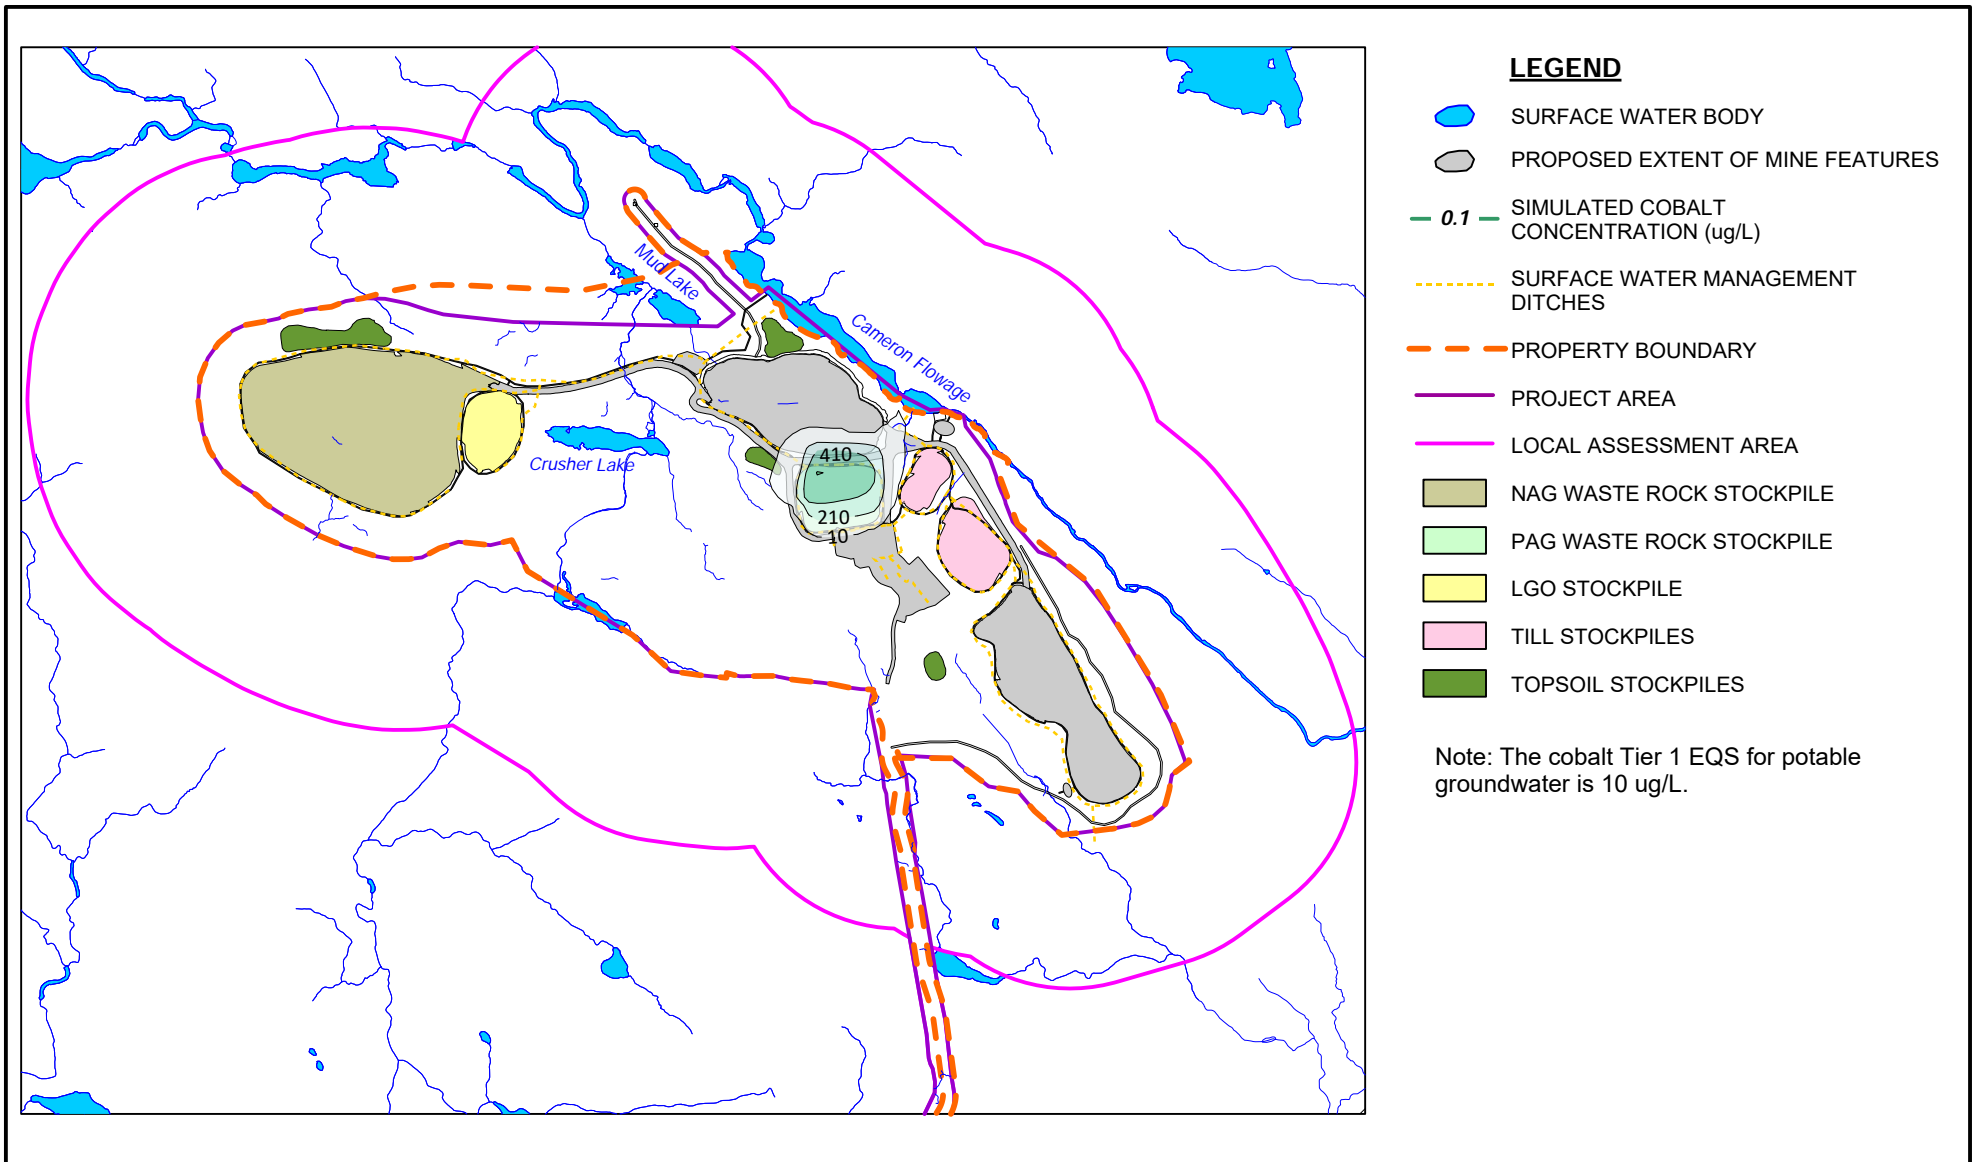 LEGEND
SURFACE WATER BODY
PROPOSED EXTENT OF MINE FEATURES
0.1
SIMULATED COBALT
CONCENTRATION (ug/L)
SURFACE WATER MANAGEMENT
DITCHES
PROPERTY BOUNDARY
PROJECT AREA
LOCAL ASSESSMENT AREA
NAG WASTE ROCK STOCKPILE
PAG WASTE ROCK STOCKPILE
LGO STOCKPILE
TILL STOCKPILES
TOPSOIL STOCKPILES
Note: The cobalt Tier 1 EQS for potable
groundwater is 10 ug/L.
Mud Lake
Cameron Flowage
Crusher Lake
410
210
10